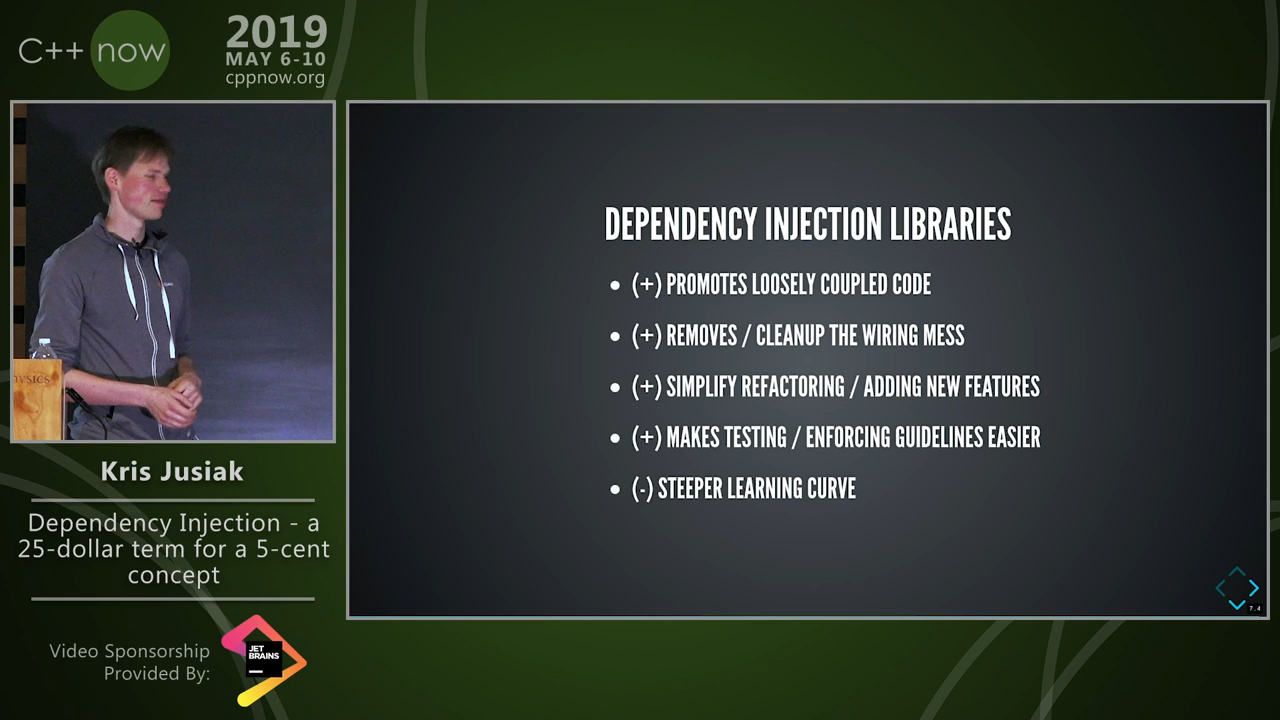 C++ now
2019
MAY 6-10
cppnow.org
DEPENDENCY INJECTION LIBRARIES
• (+) PROMOTES LOOSELY COUPLED CODE
• (+) REMOVES / CLEANUP THE WIRING MESS
• (+) SIMPLIFY REFACTORING / ADDING NEW FEATURES
• (+) MAKES TESTING / ENFORCING GUIDELINES EASIER
• (-) STEEPER LEARNING CURVE
7.4
Kris Jusiak
Dependency Injection - a
25-dollar term for a 5-cent
concept
Video Sponsorship
Provided By:
JET
BRAINS